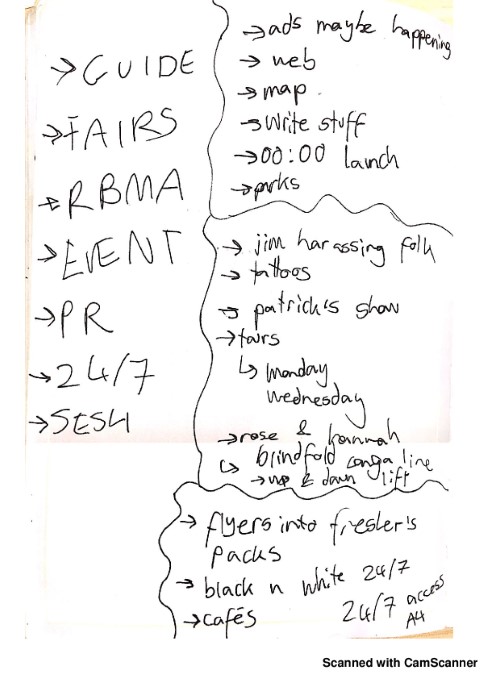 →GUIDE
→FAIRS
→RBMA
→EVENT
→PR
→24/7
→SESH
→ads maybe happening
→web
→map.
→Write stuff
→00:00 launch
→perks
→jim harassing folk
→tattoos
→patrick's show
→fairs
↳ Monday
Wednesday
→rose & hannah
↳ blindfold conga line
→up & down lift
→flyers into fresher's
packs
→black n white 24/7
→cafés
24/7 access
A4
Scanned with CamScanner